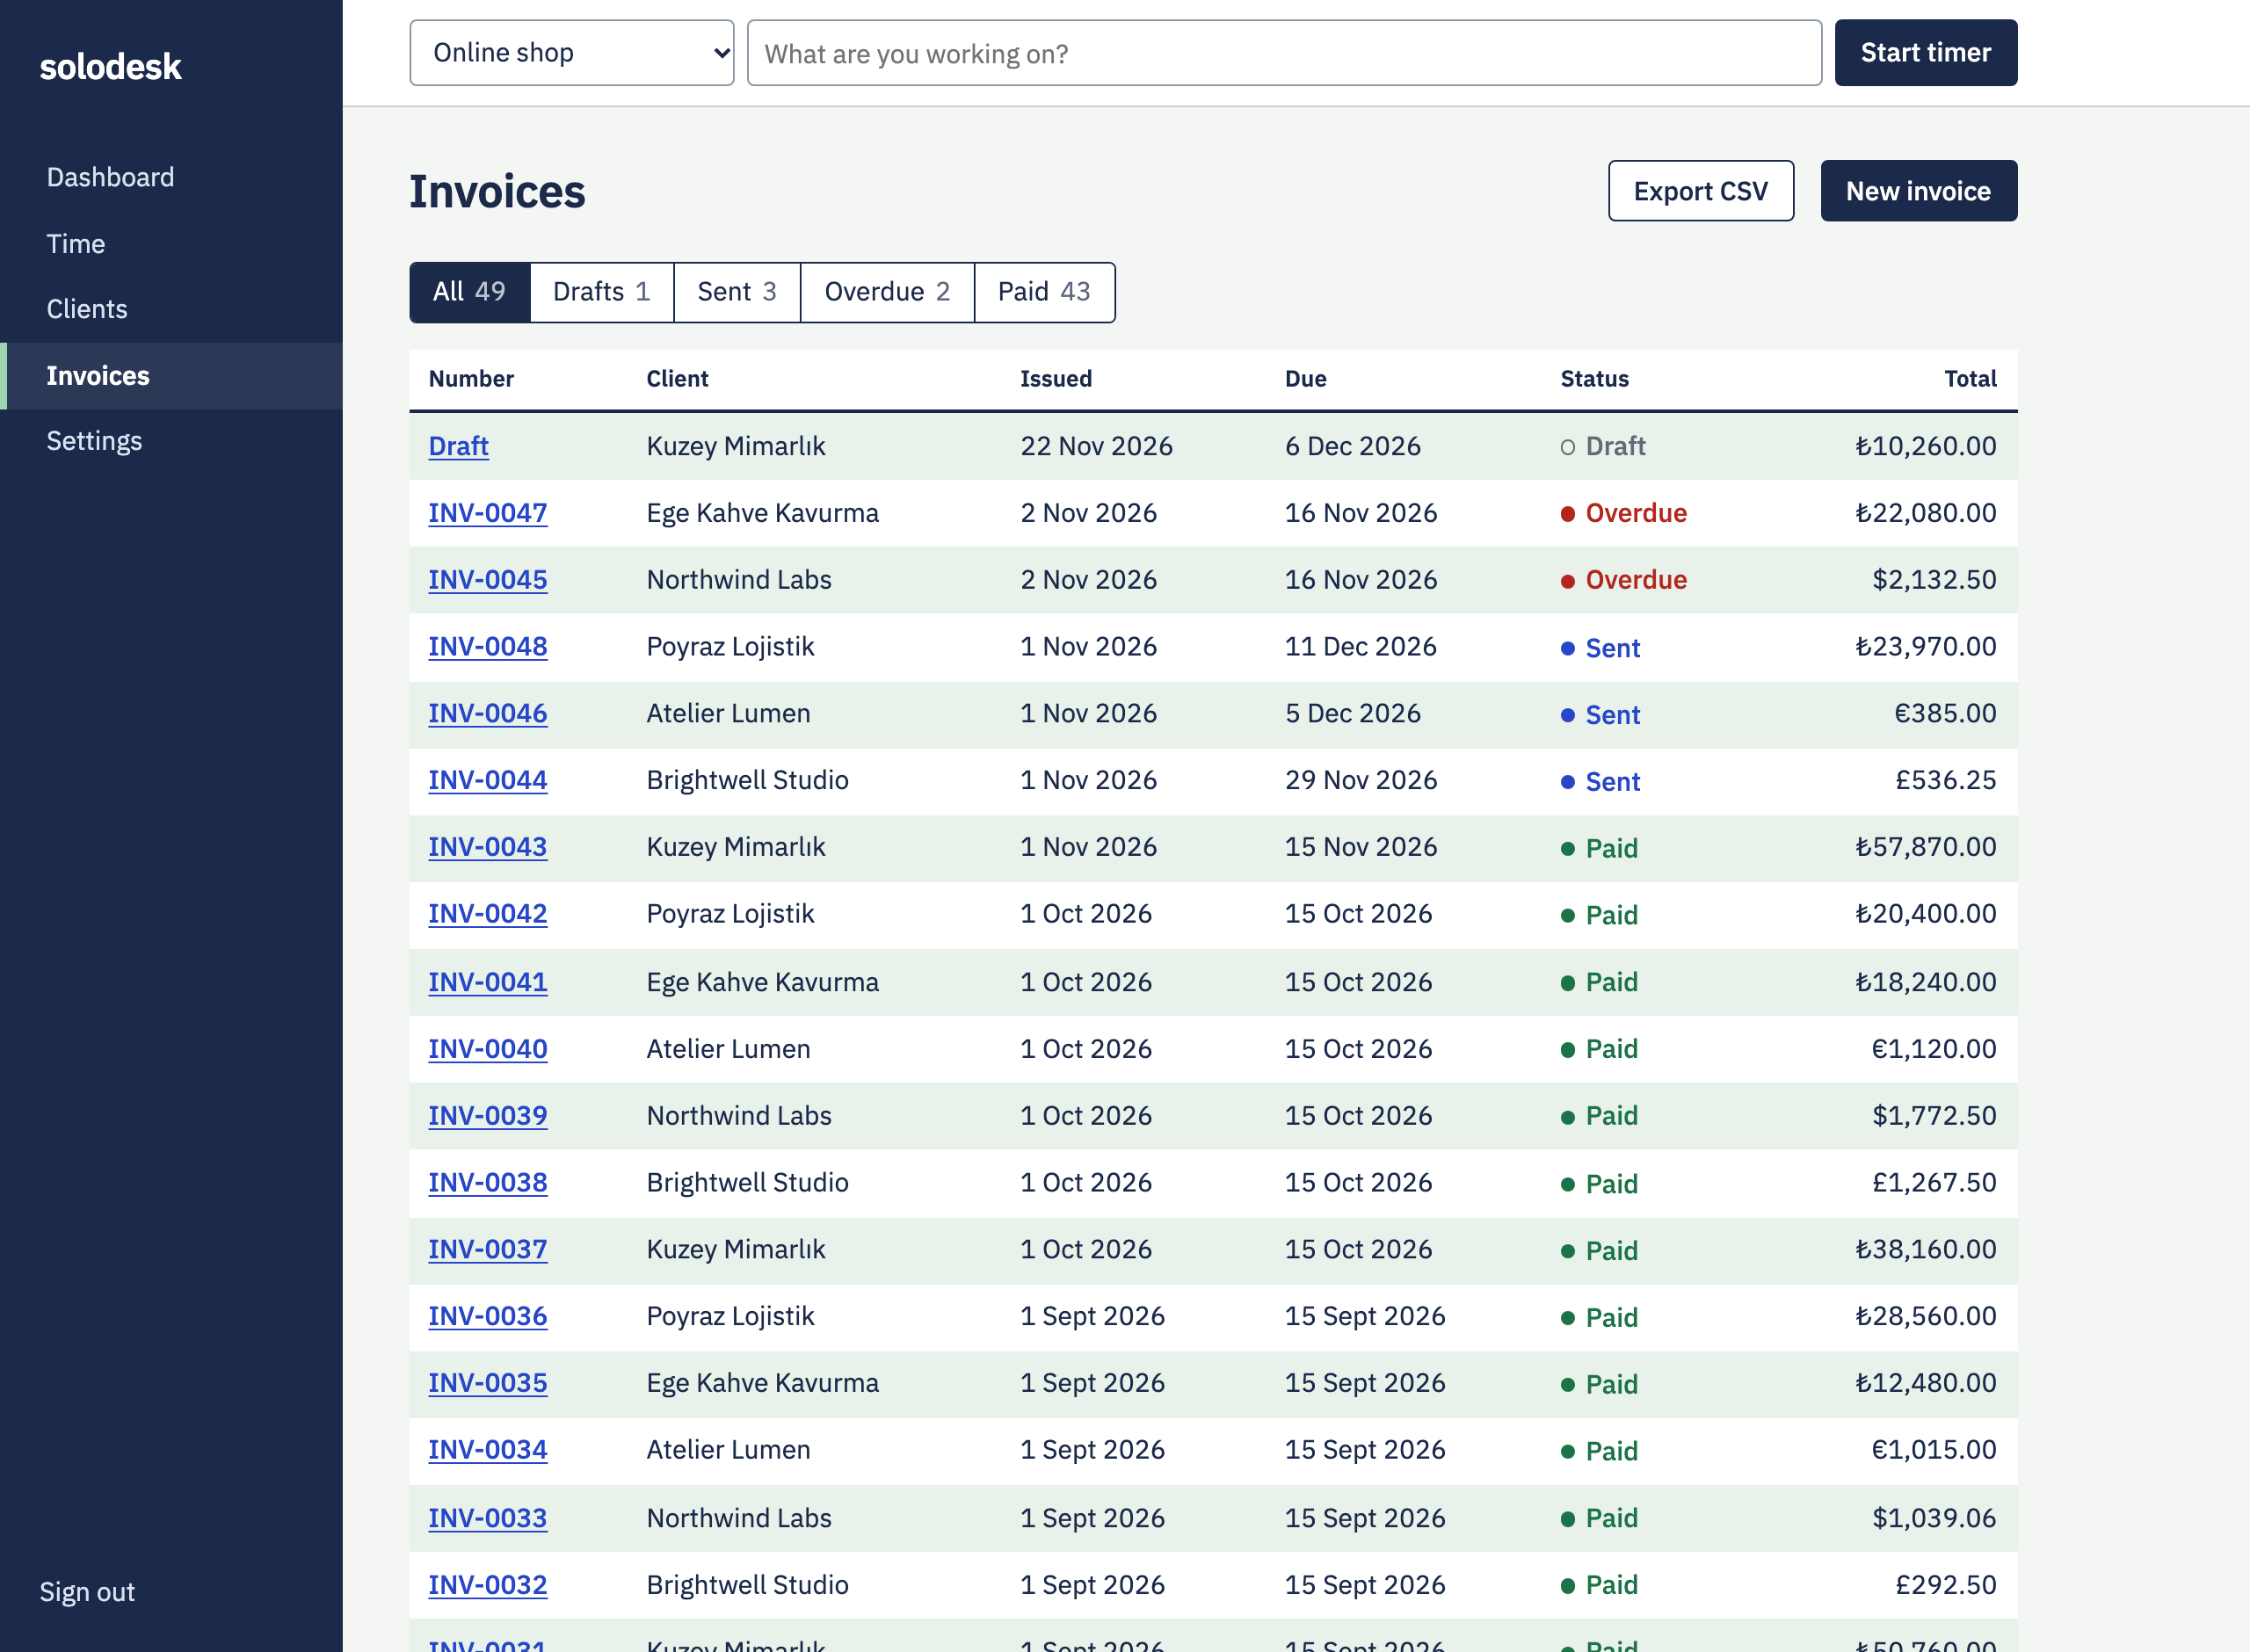 solodesk
Dashboard
Time
Clients
Invoices
Settings
Sign out
Online shop
What are you working on?
Start timer
Invoices
Export CSV
New invoice
All 49 Drafts 1 Sent 3 Overdue 2 Paid 43
Number Client Issued Due Status Total
Draft Kuzey Mimarlık 22 Nov 2026 6 Dec 2026 Draft ₺10,260.00
INV-0047 Ege Kahve Kavurma 2 Nov 2026 16 Nov 2026 Overdue ₺22,080.00
INV-0045 Northwind Labs 2 Nov 2026 16 Nov 2026 Overdue $2,132.50
INV-0048 Poyraz Lojistik 1 Nov 2026 11 Dec 2026 Sent ₺23,970.00
INV-0046 Atelier Lumen 1 Nov 2026 5 Dec 2026 Sent €385.00
INV-0044 Brightwell Studio 1 Nov 2026 29 Nov 2026 Sent £536.25
INV-0043 Kuzey Mimarlık 1 Nov 2026 15 Nov 2026 Paid ₺57,870.00
INV-0042 Poyraz Lojistik 1 Oct 2026 15 Oct 2026 Paid ₺20,400.00
INV-0041 Ege Kahve Kavurma 1 Oct 2026 15 Oct 2026 Paid ₺18,240.00
INV-0040 Atelier Lumen 1 Oct 2026 15 Oct 2026 Paid €1,120.00
INV-0039 Northwind Labs 1 Oct 2026 15 Oct 2026 Paid $1,772.50
INV-0038 Brightwell Studio 1 Oct 2026 15 Oct 2026 Paid £1,267.50
INV-0037 Kuzey Mimarlık 1 Oct 2026 15 Oct 2026 Paid ₺38,160.00
INV-0036 Poyraz Lojistik 1 Sept 2026 15 Sept 2026 Paid ₺28,560.00
INV-0035 Ege Kahve Kavurma 1 Sept 2026 15 Sept 2026 Paid ₺12,480.00
INV-0034 Atelier Lumen 1 Sept 2026 15 Sept 2026 Paid €1,015.00
INV-0033 Northwind Labs 1 Sept 2026 15 Sept 2026 Paid $1,039.06
INV-0032 Brightwell Studio 1 Sept 2026 15 Sept 2026 Paid £292.50
INV-0031 Kuzey Mimarlık 1 Sept 2026 15 Sept 2026 Paid ₺50,760.00